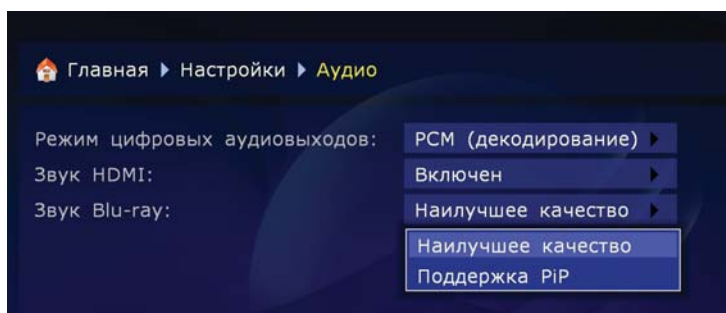 Главная Настройки Аудио
Режим цифровых аудиовыходов: PCM (декодирование)
Звук HDMI: Включен
Звук Blu-ray: Наилучшее качество
Наилучшее качество
Поддержка PiP